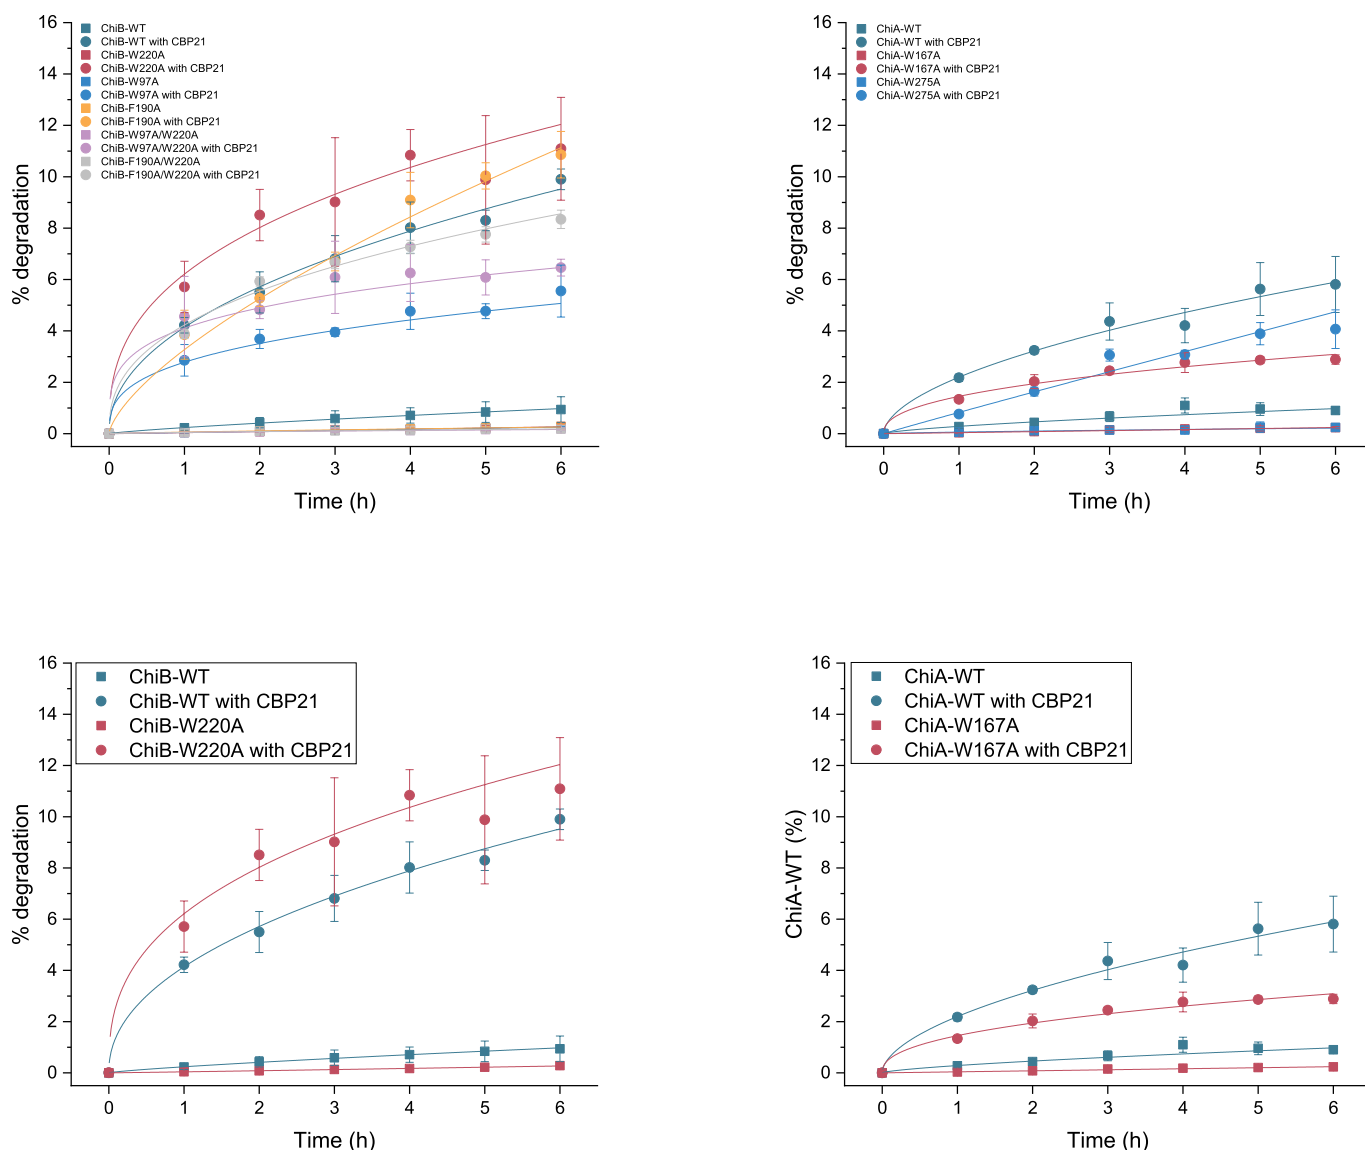 16
14
12
10
8
6
4
2
0
% degradation
ChiB-WT
ChiB-WT with CBP21
ChiB-W220A
ChiB-W220A with CBP21
ChiB-W97A
ChiB-W97A with CBP21
ChiB-F190A
ChiB-F190A with CBP21
ChiB-W97A/W220A
ChiB-W97A/W220A with CBP21
ChiB-F190A/W220A
ChiB-F190A/W220A with CBP21
0 1 2 3 4 5 6
Time (h)
16
14
12
10
8
6
4
2
0
% degradation
ChiA-WT
ChiA-WT with CBP21
ChiA-W167A
ChiA-W167A with CBP21
ChiA-W275A
ChiA-W275A with CBP21
0 1 2 3 4 5 6
Time (h)
16
14
12
10
8
6
4
2
0
% degradation
ChiB-WT
ChiB-WT with CBP21
ChiB-W220A
ChiB-W220A with CBP21
0 1 2 3 4 5 6
Time (h)
16
14
12
10
8
6
4
2
0
ChiA-WT (%)
ChiA-WT
ChiA-WT with CBP21
ChiA-W167A
ChiA-W167A with CBP21
0 1 2 3 4 5 6
Time (h)